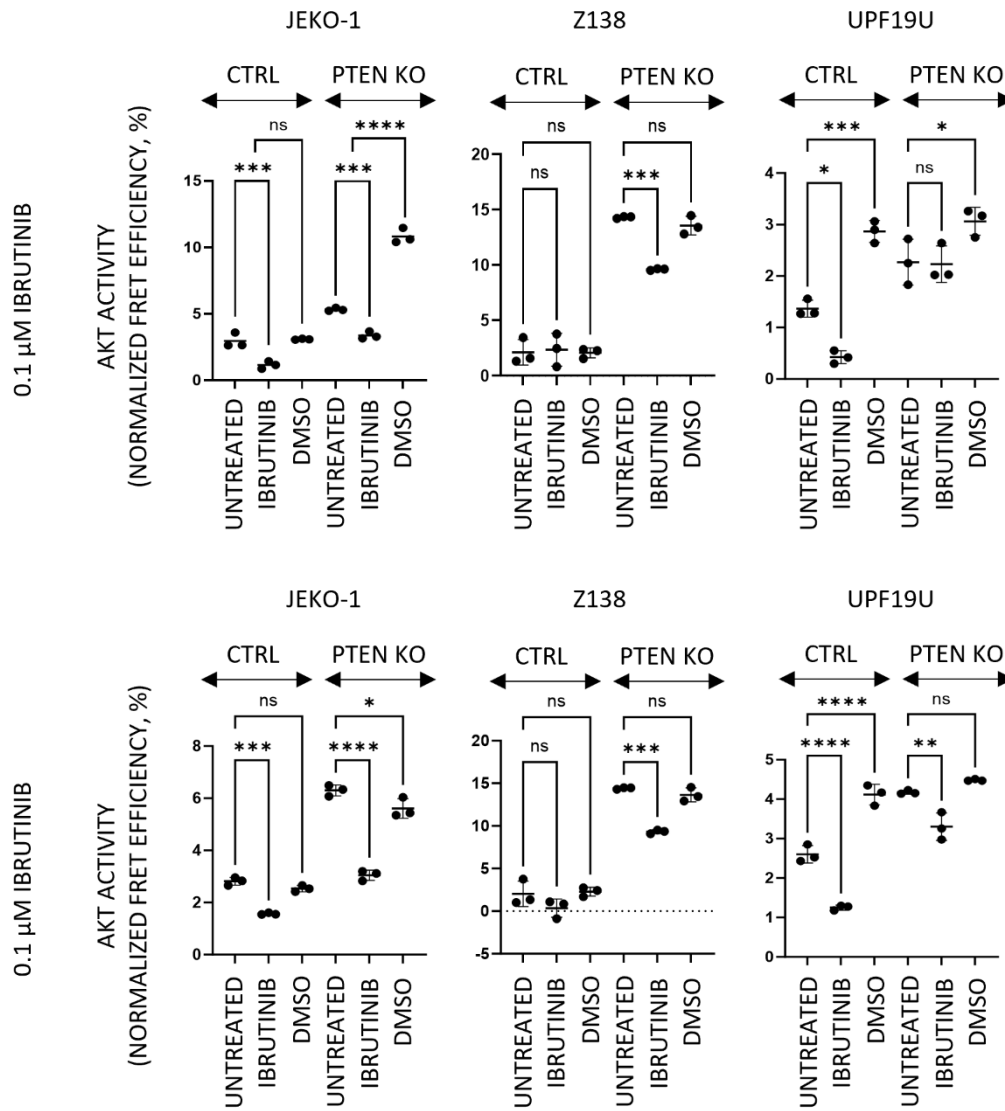 JEKO-1 Z138 UPF19U
CTRL PTEN KO CTRL PTEN KO CTRL PTEN KO
0.1 µM IBRUTINIB
AKT ACTIVITY
(NORMALIZED FRET EFFICIENCY, %)
ns
****
***
***
15
10
5
0
UNTREATED
IBRUTINIB
DMSO
UNTREATED
IBRUTINIB
DMSO
ns
ns
ns
***
20
15
10
5
0
UNTREATED
IBRUTINIB
DMSO
UNTREATED
IBRUTINIB
DMSO
***
*
*
ns
4
3
2
1
0
UNTREATED
IBRUTINIB
DMSO
UNTREATED
IBRUTINIB
DMSO
JEKO-1 Z138 UPF19U
CTRL PTEN KO CTRL PTEN KO CTRL PTEN KO
0.1 µM IBRUTINIB
AKT ACTIVITY
(NORMALIZED FRET EFFICIENCY, %)
ns
*
***
****
8
6
4
2
0
UNTREATED
IBRUTINIB
DMSO
UNTREATED
IBRUTINIB
DMSO
ns
ns
ns
***
20
15
10
5
0
-5
UNTREATED
IBRUTINIB
DMSO
UNTREATED
IBRUTINIB
DMSO
****
ns
****
**
5
4
3
2
1
0
UNTREATED
IBRUTINIB
DMSO
UNTREATED
IBRUTINIB
DMSO